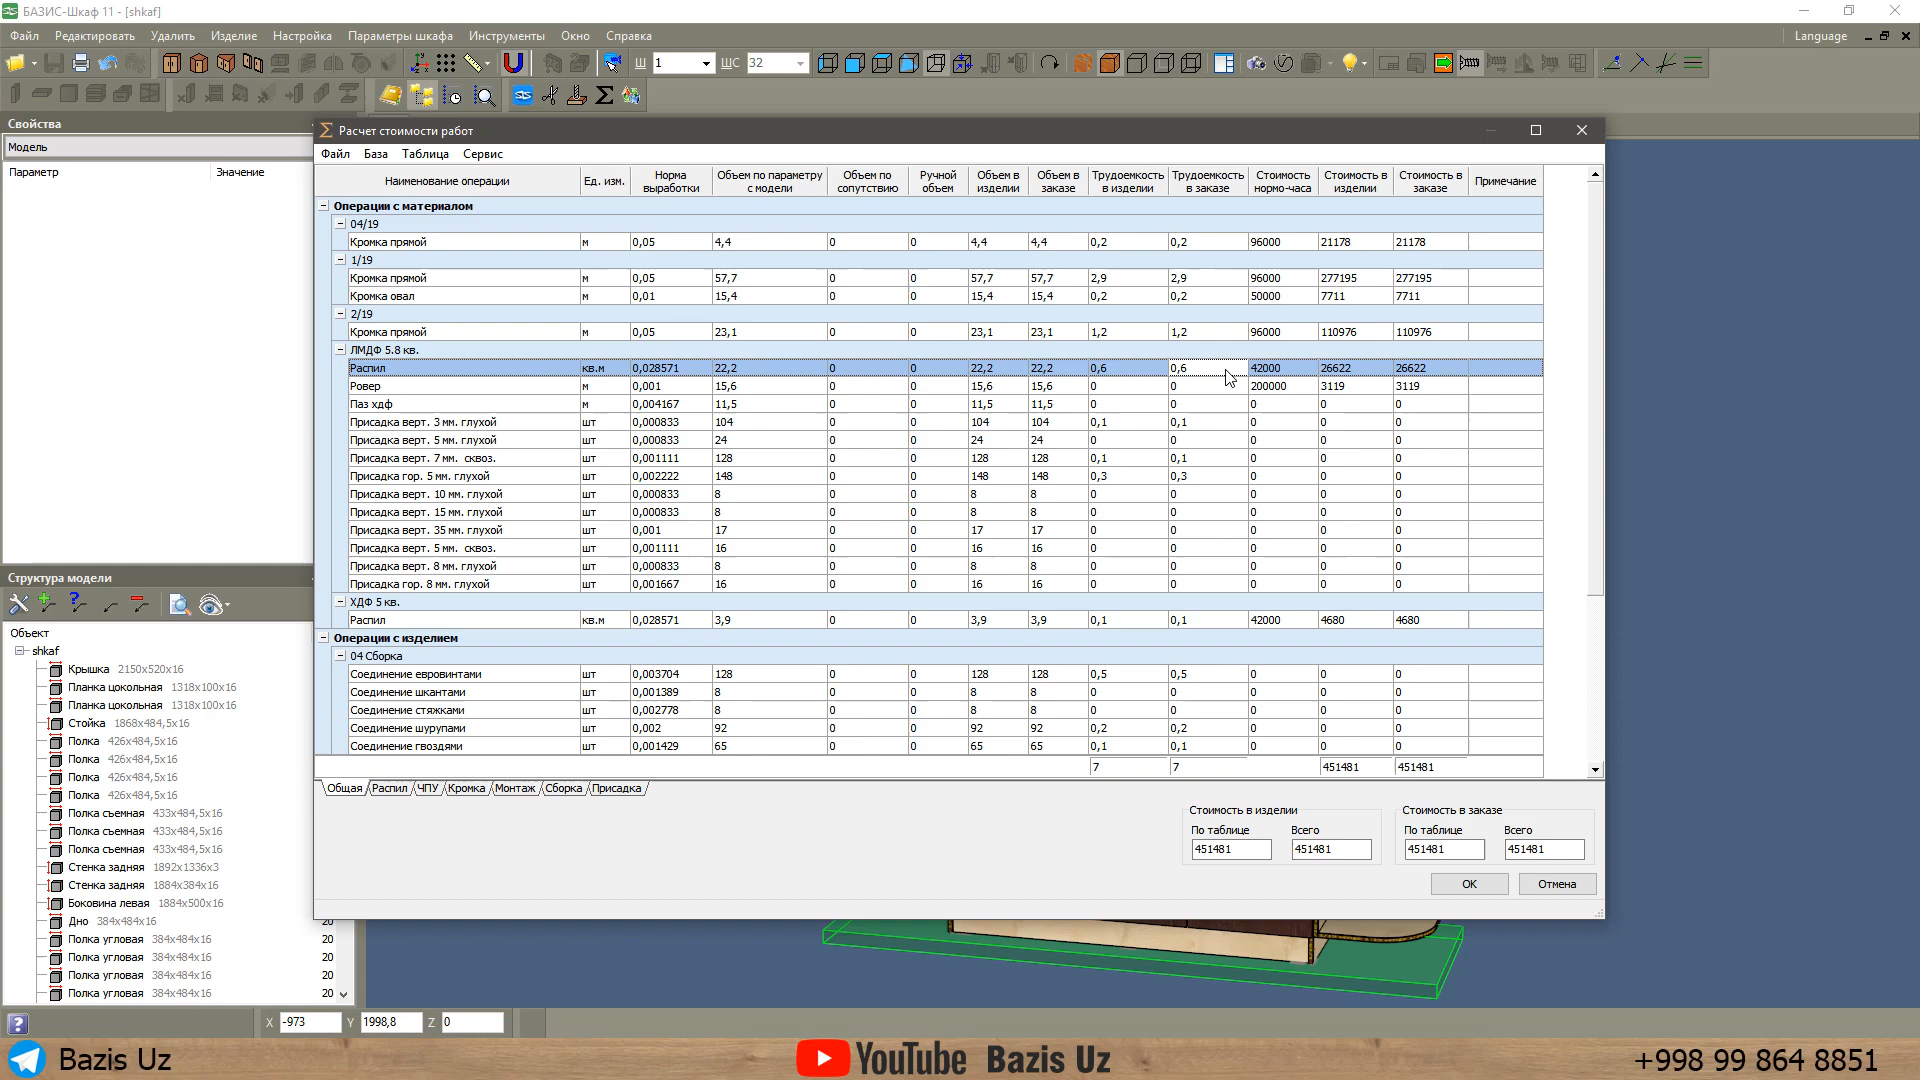 БАЗИС-Шкаф 11 - [shkaf]
Файл Редактировать Удалить Изделие Настройка Параметры шкафа Инструменты Окно Справка Language
Ш 1 ШС 32
Свойства
Модель
Параметр Значение
Расчет стоимости работ
Файл База Таблица Сервис
Наименование операции Ед. изм. Норма выработки Объем по параметру с модели Объем по сопутствию Ручной объем Объем в изделии Объем в заказе Трудоемкость в изделии Трудоемкость в заказе Стоимость нормо-часа Стоимость в изделии Стоимость в заказе Примечание
Операции с материалом
04/19
Кромка прямой м 0,05 4,4 0 0 4,4 4,4 0,2 0,2 96000 21178 21178
1/19
Кромка прямой м 0,05 57,7 0 0 57,7 57,7 2,9 2,9 96000 277195 277195
Кромка овал м 0,01 15,4 0 0 15,4 15,4 0,2 0,2 50000 7711 7711
2/19
Кромка прямой м 0,05 23,1 0 0 23,1 23,1 1,2 1,2 96000 110976 110976
ЛМДФ 5.8 кв.
Распил кв.м 0,028571 22,2 0 0 22,2 22,2 0,6 0,6 42000 26622 26622
Ровер м 0,001 15,6 0 0 15,6 15,6 0 0 200000 3119 3119
Паз хдф м 0,004167 11,5 0 0 11,5 11,5 0 0 0 0 0
Присадка верт. 3 мм. глухой шт 0,000833 104 0 0 104 104 0,1 0,1 0 0 0
Присадка верт. 5 мм. глухой шт 0,000833 24 0 0 24 24 0 0 0 0 0
Присадка верт. 7 мм. сквоз. шт 0,001111 128 0 0 128 128 0,1 0,1 0 0 0
Присадка гор. 5 мм. глухой шт 0,002222 148 0 0 148 148 0,3 0,3 0 0 0
Присадка верт. 10 мм. глухой шт 0,000833 8 0 0 8 8 0 0 0 0 0
Присадка верт. 15 мм. глухой шт 0,000833 8 0 0 8 8 0 0 0 0 0
Присадка верт. 35 мм. глухой шт 0,001 17 0 0 17 17 0 0 0 0 0
Присадка верт. 5 мм. сквоз. шт 0,001111 16 0 0 16 16 0 0 0 0 0
Присадка верт. 8 мм. глухой шт 0,000833 8 0 0 8 8 0 0 0 0 0
Присадка гор. 8 мм. глухой шт 0,001667 16 0 0 16 16 0 0 0 0 0
ХДФ 5 кв.
Распил кв.м 0,028571 3,9 0 0 3,9 3,9 0,1 0,1 42000 4680 4680
Операции с изделием
04 Сборка
Соединение евровинтами шт 0,003704 128 0 0 128 128 0,5 0,5 0 0 0
Соединение шкантами шт 0,001389 8 0 0 8 8 0 0 0 0 0
Соединение стяжками шт 0,002778 8 0 0 8 8 0 0 0 0 0
Соединение шурупами шт 0,002 92 0 0 92 92 0,2 0,2 0 0 0
Соединение гвоздями шт 0,001429 65 0 0 65 65 0,1 0,1 0 0 0
7 7 451481 451481
Общая Распил ЧПУ Кромка Монтаж Сборка Присадка
Стоимость в изделии Стоимость в заказе
По таблице Всего По таблице Всего
451481 451481 451481 451481
OK Отмена
Структура модели
Объект
shkaf
Крышка 2150x520x16
Планка цокольная 1318x100x16
Планка цокольная 1318x100x16
Стойка 1868x484,5x16
Полка 426x484,5x16
Полка 426x484,5x16
Полка 426x484,5x16
Полка 426x484,5x16
Полка съемная 433x484,5x16
Полка съемная 433x484,5x16
Полка съемная 433x484,5x16
Стенка задняя 1892x1336x3
Стенка задняя 1884x384x16
Боковина левая 1884x500x16
Дно 384x484x16 20
Полка угловая 384x484x16 20
Полка угловая 384x484x16 20
Полка угловая 384x484x16 20
Полка угловая 384x484x16 20
X -973 Y 1998,8 Z 0
Bazis Uz YouTube Bazis Uz +998 99 864 8851